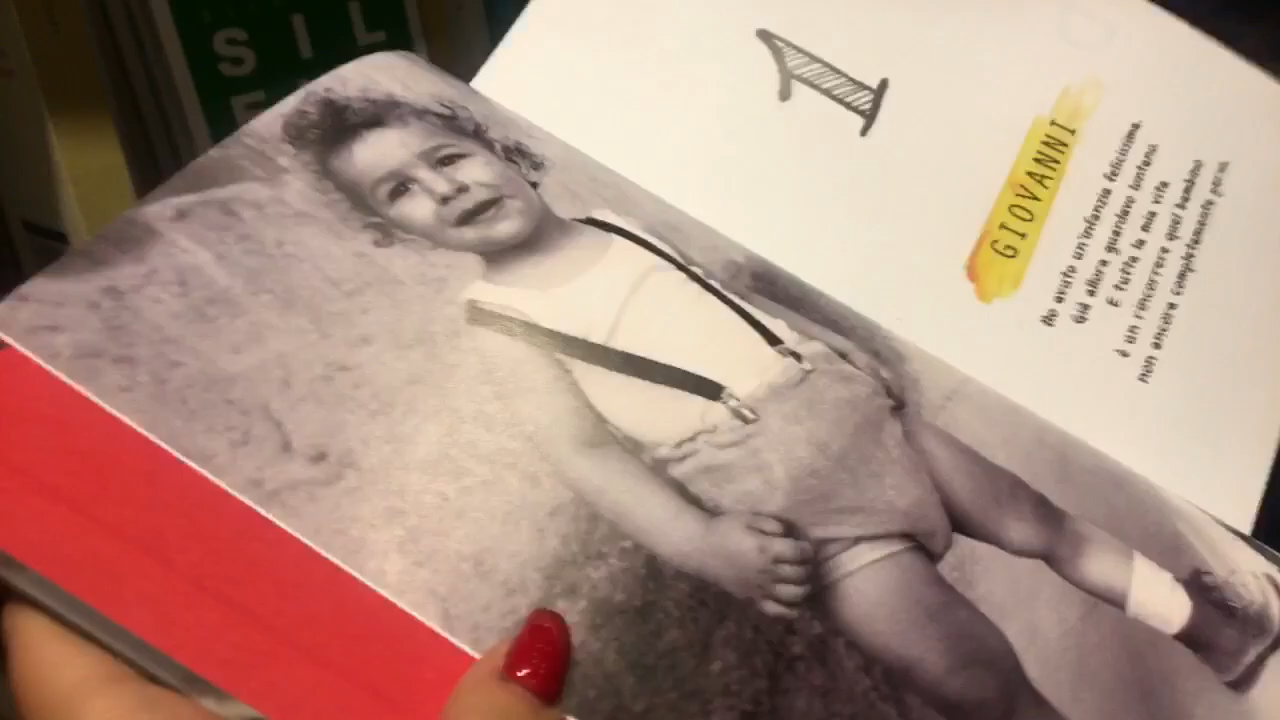 SIL
1
GIOVANNI
Ho avuto un'infanzia felicissima.
Già allora guardavo lontano
E tutta la mia vita
è un rincorrere quel bambino
non ancora completamente